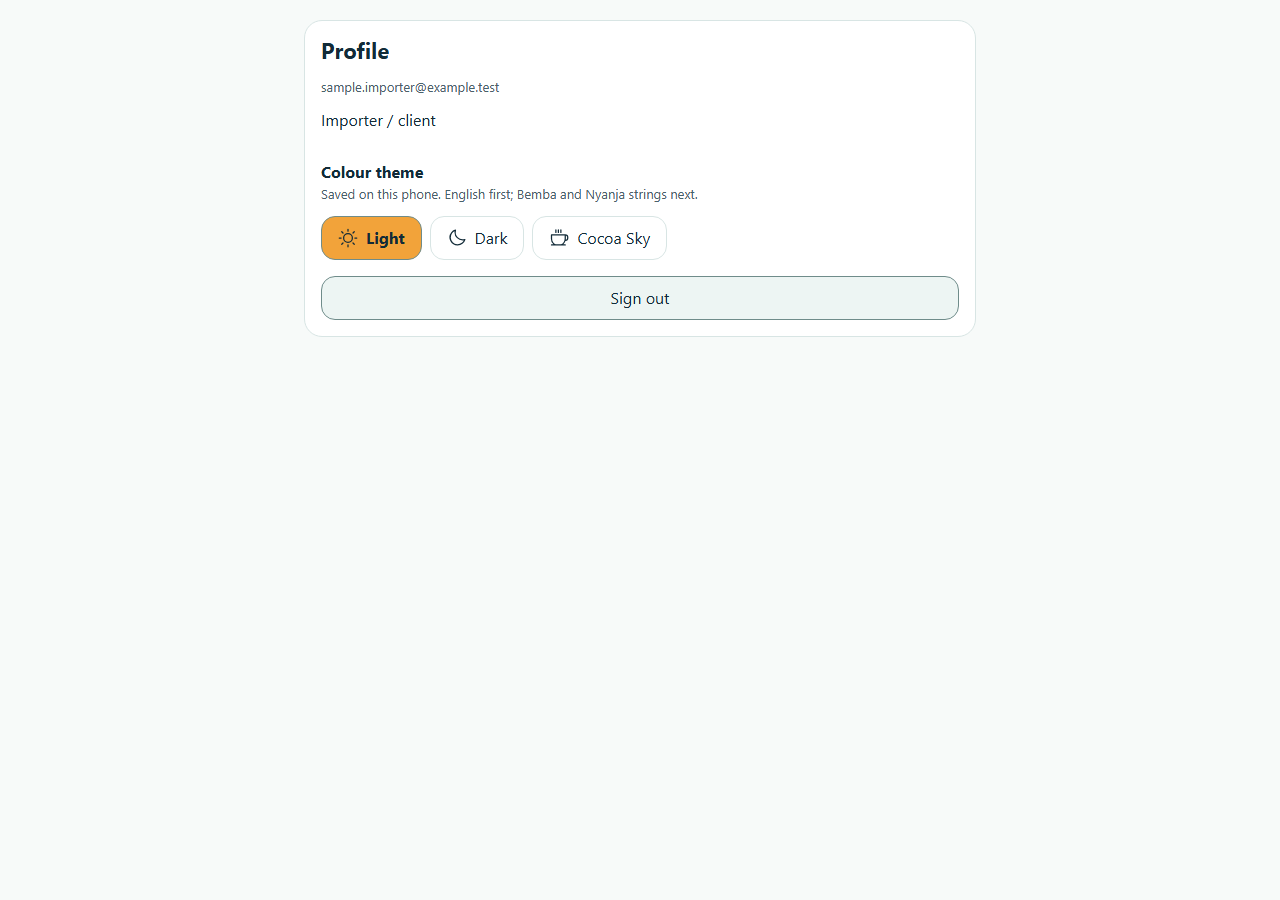 Profile
sample.importer@example.test
Importer / client
Colour theme
Saved on this phone. English first; Bemba and Nyanja strings next.
Light Dark Cocoa Sky
Sign out